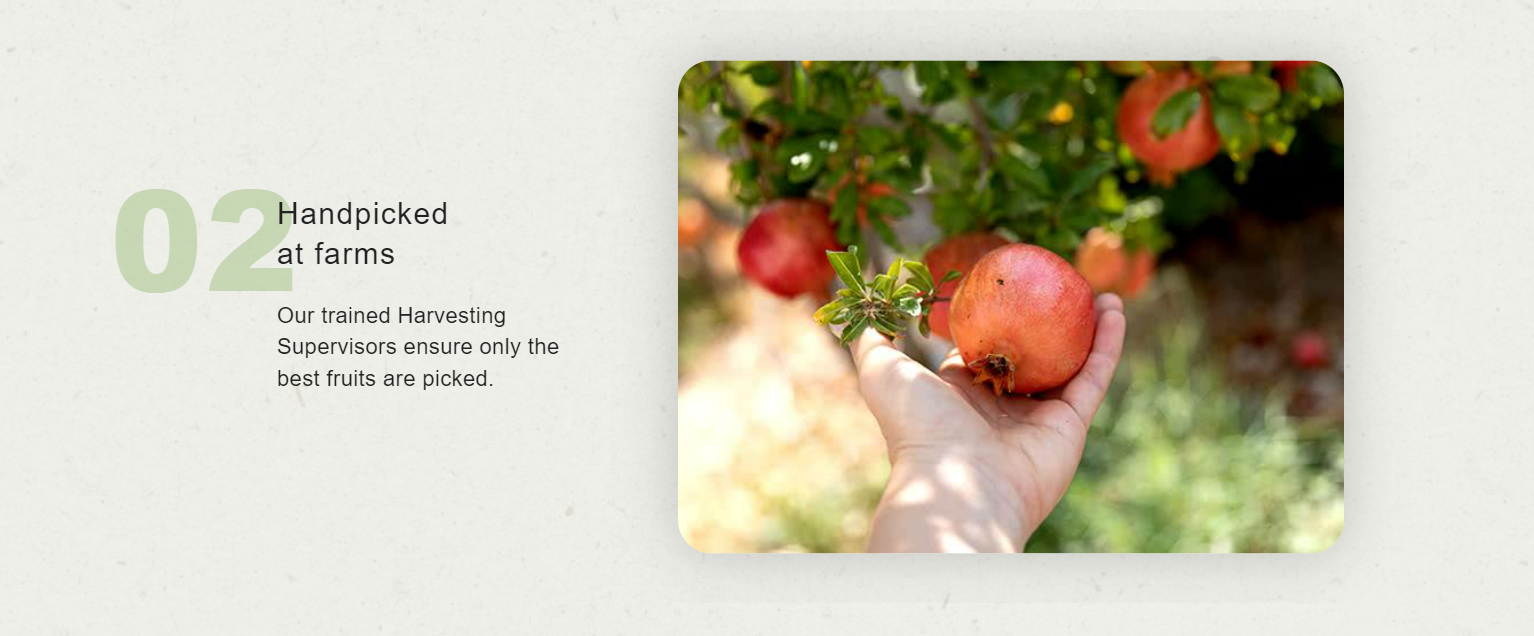 02
Handpicked
at farms
Our trained Harvesting
Supervisors ensure only the
best fruits are picked.